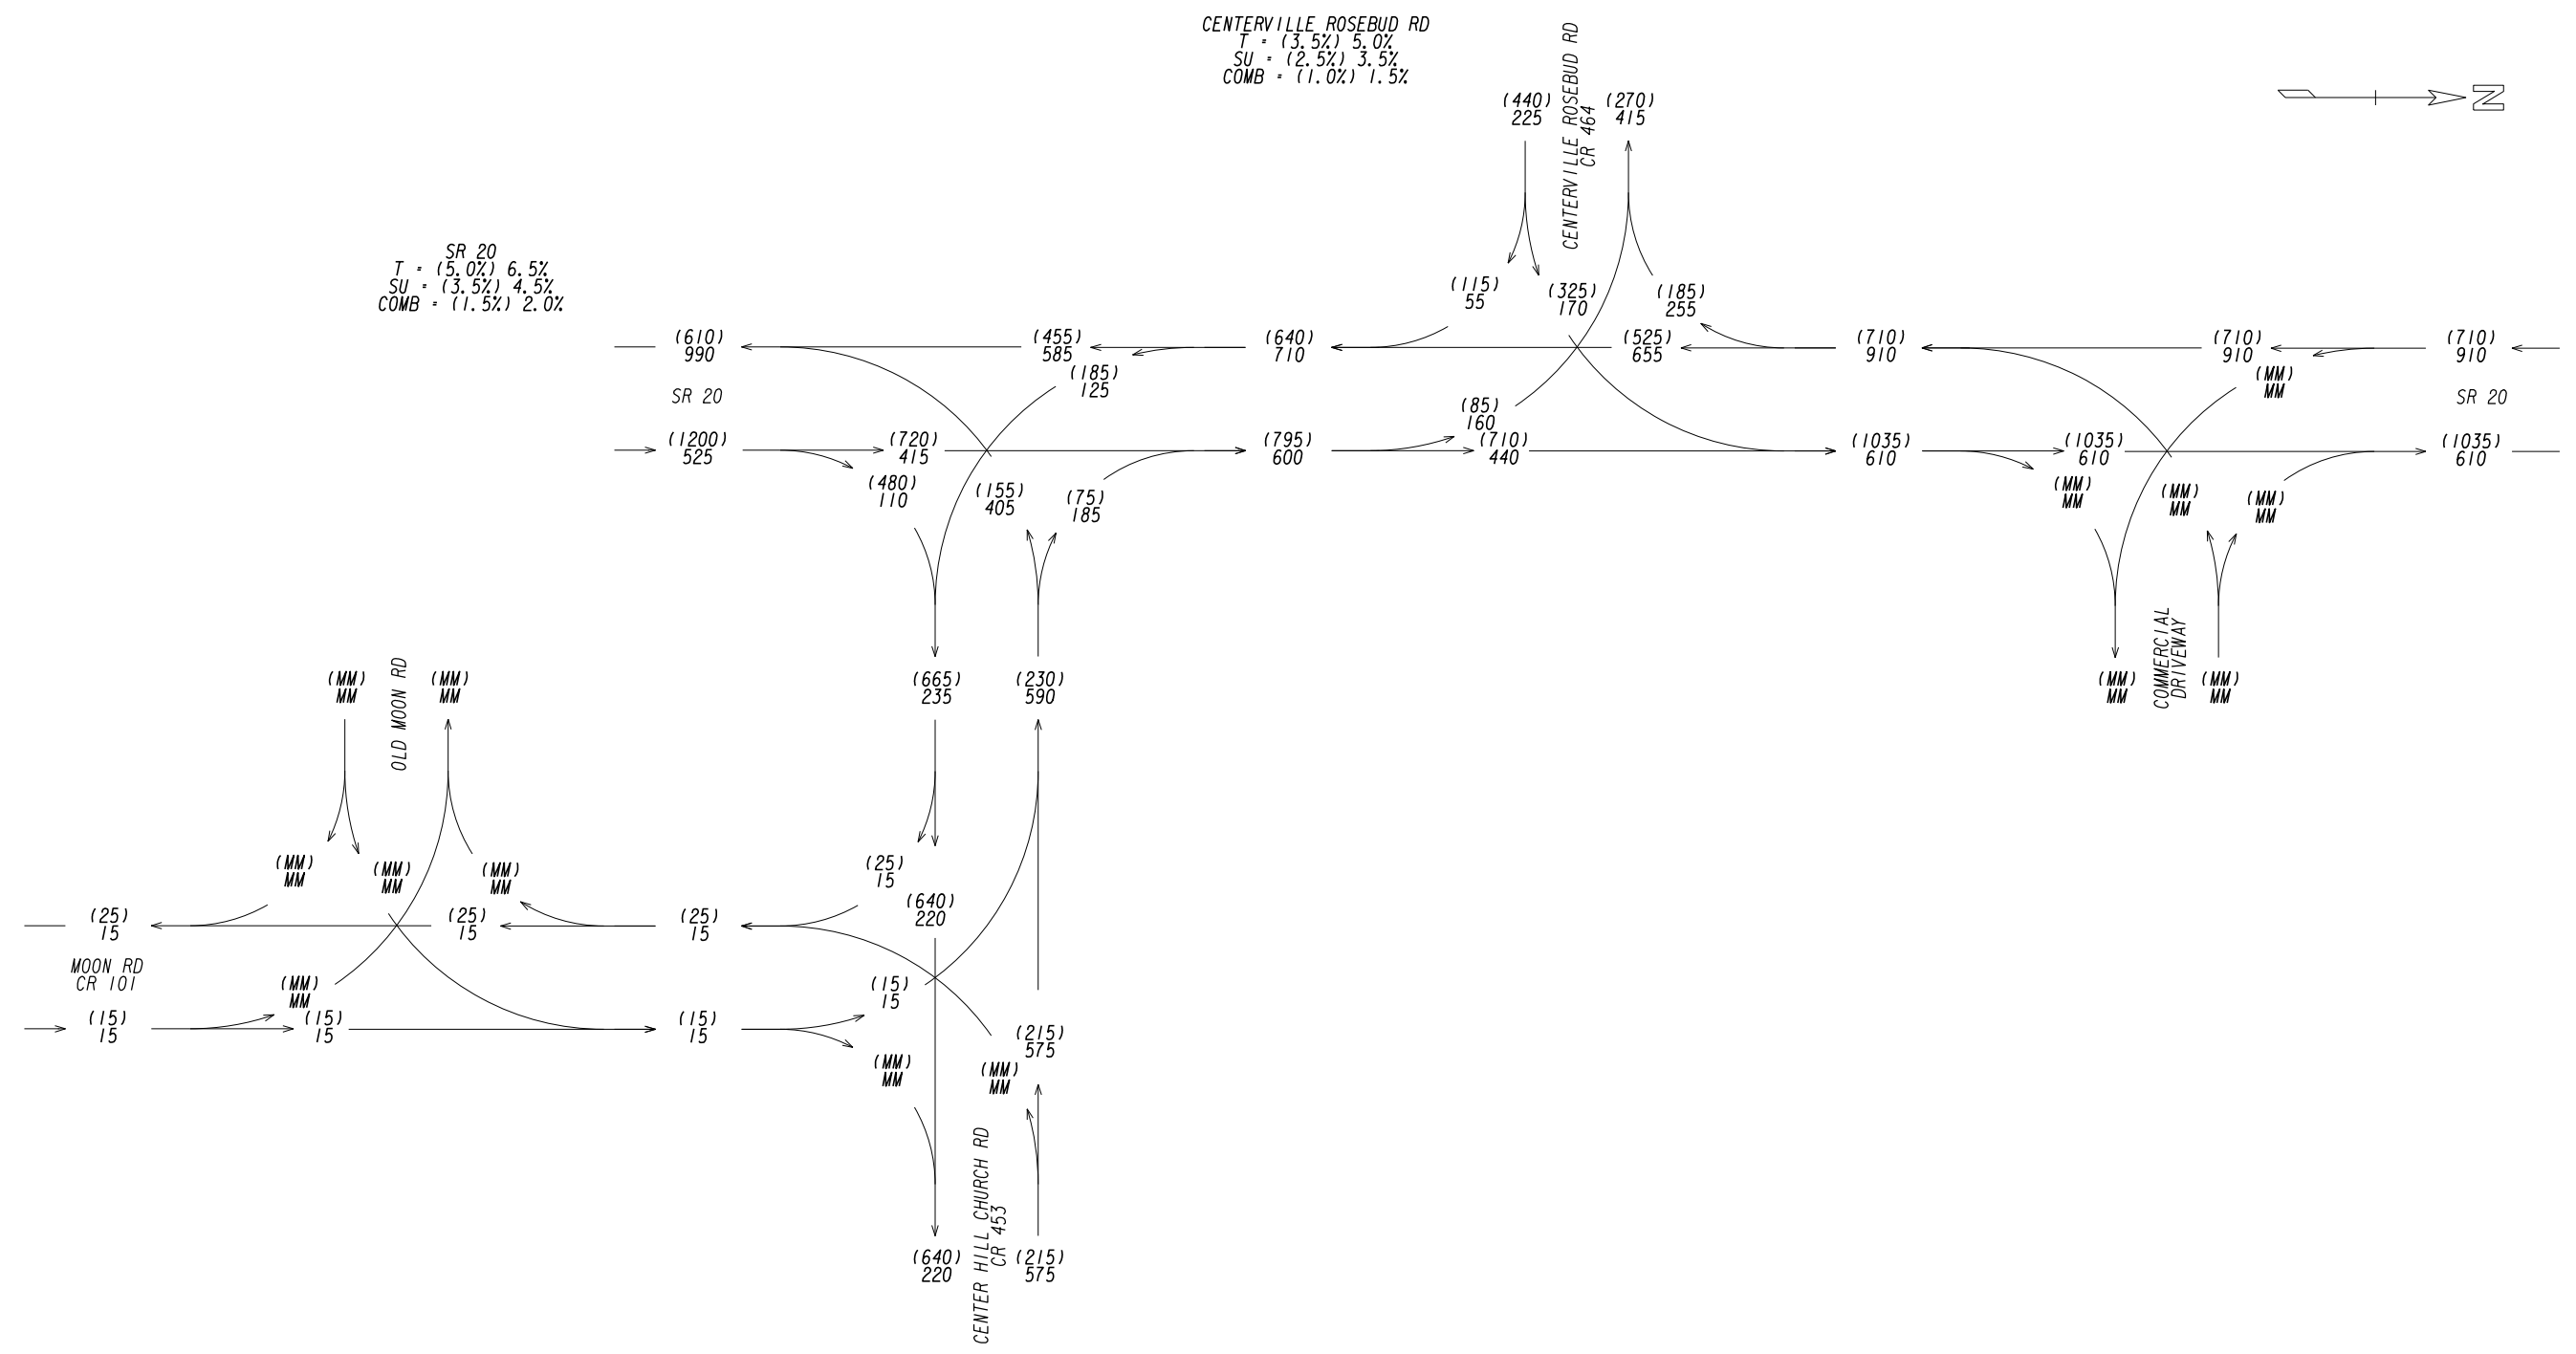 CENTERVILLE ROSEBUD RD
T = (3.5%) 5.0%
SU = (2.5%) 3.5%
COMB = (1.0%) 1.5%
CENTERVILLE ROSEBUD RD
CR 464
(440)
225
(270)
415
N
SR 20
T = (5.0%) 6.5%
SU = (3.5%) 4.5%
COMB = (1.5%) 2.0%
(115)
55
(325)
170
(185)
255
(610)
990
(455)
585
(640)
710
(525)
655
(710)
910
(710)
910
(710)
910
(185)
125
(MM)
MM
SR 20
SR 20
(85)
160
(1200)
525
(720)
415
(795)
600
(710)
440
(1035)
610
(1035)
610
(1035)
610
(480)
110
(155)
405
(75)
185
(MM)
MM
(MM)
MM
(MM)
MM
COMMERCIAL
DRIVEWAY
(MM)
MM
(MM)
MM
(665)
235
(230)
590
OLD MOON RD
(MM)
MM
(MM)
MM
(MM)
MM
(MM)
MM
(MM)
MM
(25)
15
(640)
220
(25)
15
(25)
15
(25)
15
MOON RD
CR 101
(MM)
MM
(15)
15
(15)
15
(15)
15
(15)
15
(215)
575
(MM)
MM
(MM)
MM
CENTER HILL CHURCH RD
CR 453
(640)
220
(215)
575